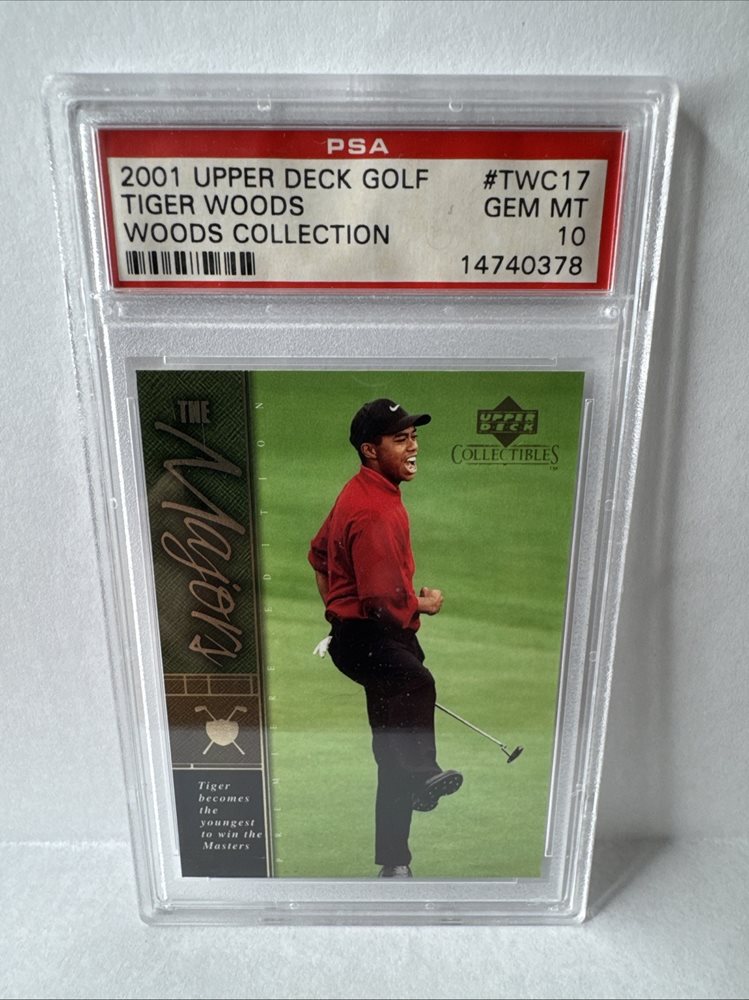 PSA
2001 UPPER DECK GOLF #TWC17
TIGER WOODS GEM MT
WOODS COLLECTION 10
14740378
THE
Majors
PREMIERE EDITION
UPPER
DECK
COLLECTIBLES™
Tiger
becomes
the
youngest
to win the
Masters